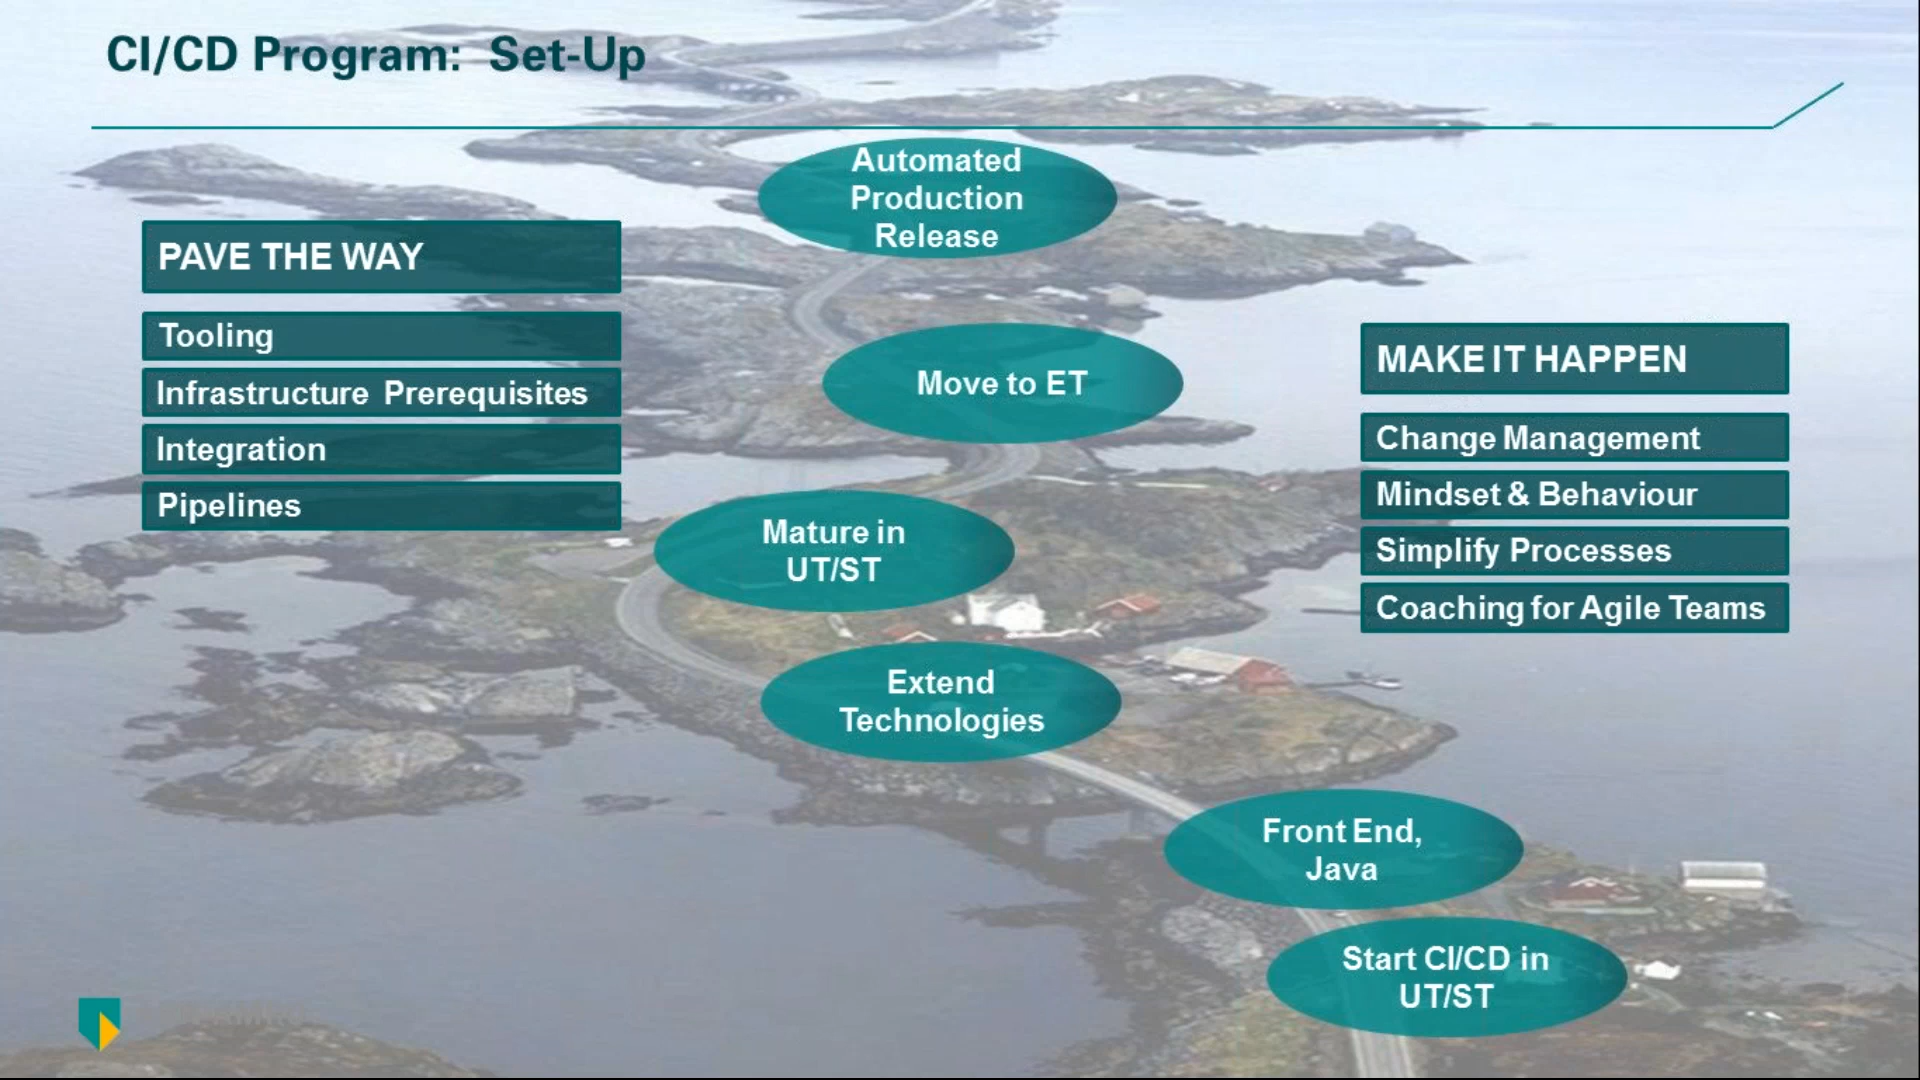 CI/CD Program: Set-Up
Automated
Production
Release
PAVE THE WAY
Tooling
Infrastructure Prerequisites
Integration
Pipelines
Move to ET
MAKE IT HAPPEN
Change Management
Mindset & Behaviour
Simplify Processes
Coaching for Agile Teams
Mature in
UT/ST
Extend
Technologies
Front End,
Java
Start CI/CD in
UT/ST